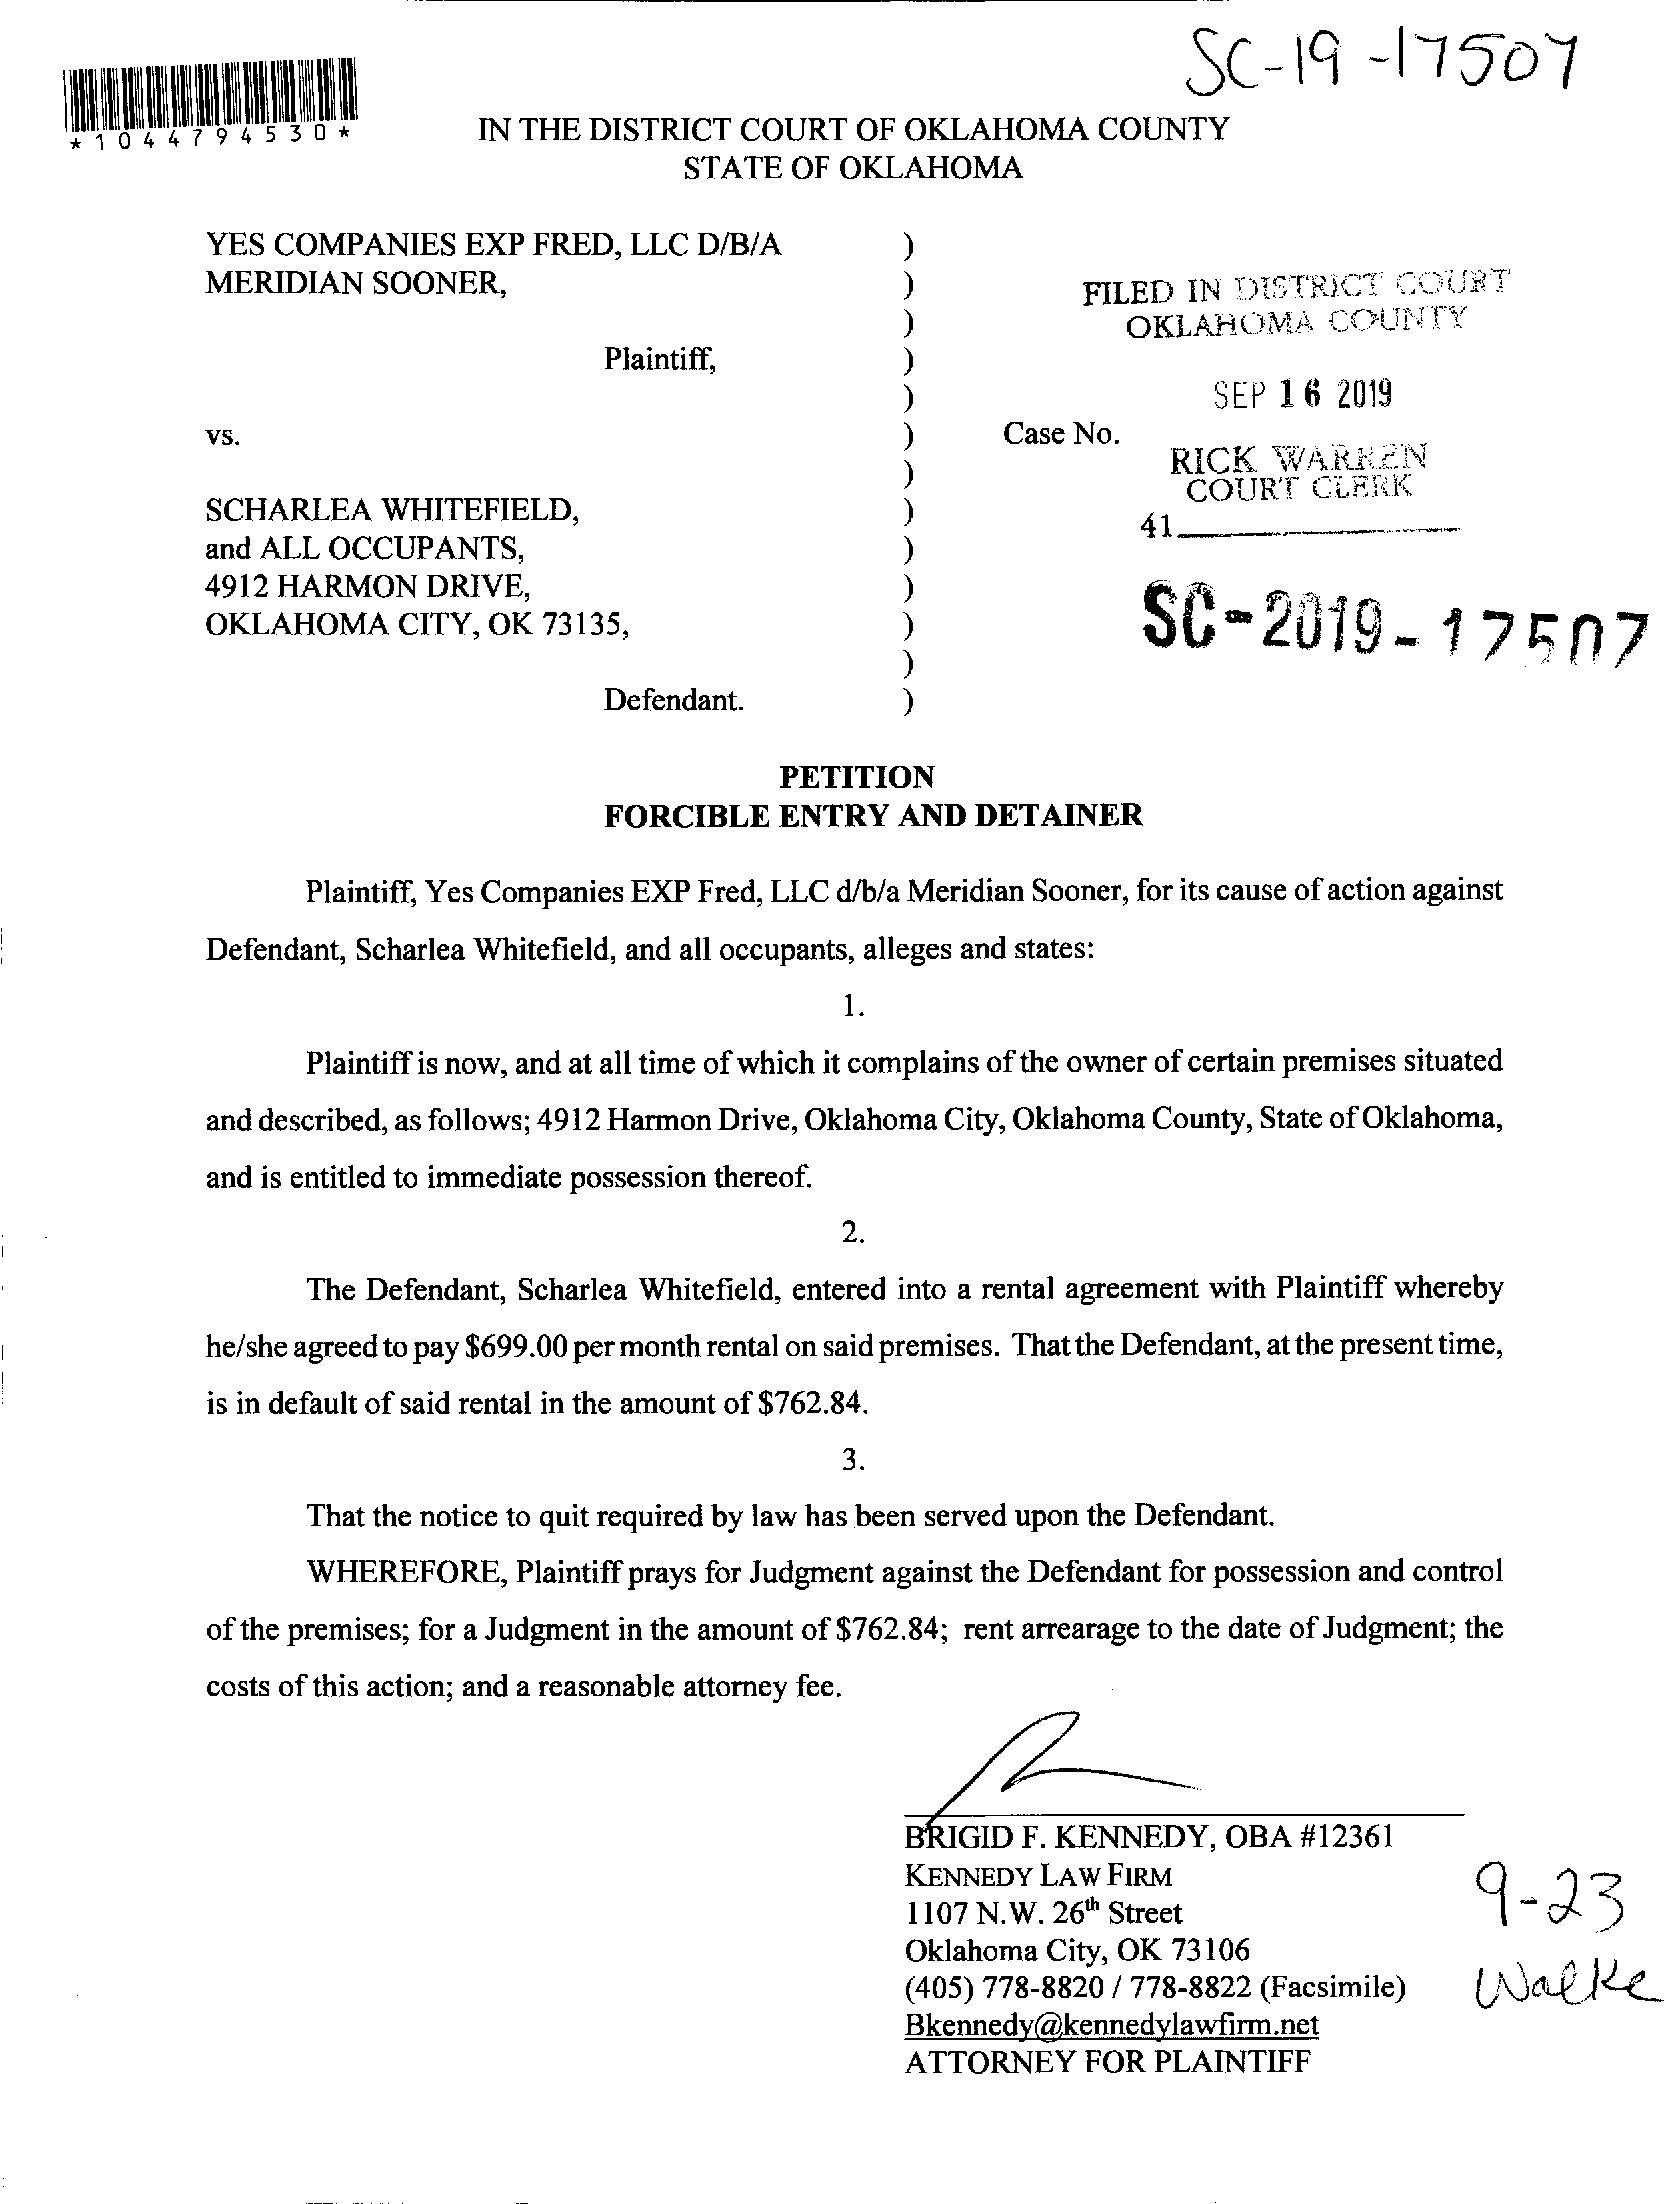 SC-19-17507
*1044794530*
IN THE DISTRICT COURT OF OKLAHOMA COUNTY
STATE OF OKLAHOMA
YES COMPANIES EXP FRED, LLC D/B/A )
MERIDIAN SOONER, )
FILED IN DISTRICT COURT
)
OKLAHOMA COUNTY
Plaintiff, )
)
SEP 16 2019
vs. ) Case No.
)
RICK WARREN
COURT CLERK
SCHARLEA WHITEFIELD, )
41
and ALL OCCUPANTS, )
4912 HARMON DRIVE, )
OKLAHOMA CITY, OK 73135, )
SC-2019-17507
)
Defendant. )
PETITION
FORCIBLE ENTRY AND DETAINER
Plaintiff, Yes Companies EXP Fred, LLC d/b/a Meridian Sooner, for its cause of action against
Defendant, Scharlea Whitefield, and all occupants, alleges and states:
1.
Plaintiff is now, and at all time of which it complains of the owner of certain premises situated
and described, as follows; 4912 Harmon Drive, Oklahoma City, Oklahoma County, State of Oklahoma,
and is entitled to immediate possession thereof.
2.
The Defendant, Scharlea Whitefield, entered into a rental agreement with Plaintiff whereby
he/she agreed to pay $699.00 per month rental on said premises. That the Defendant, at the present time,
is in default of said rental in the amount of $762.84.
3.
That the notice to quit required by law has been served upon the Defendant.
WHEREFORE, Plaintiff prays for Judgment against the Defendant for possession and control
of the premises; for a Judgment in the amount of $762.84; rent arrearage to the date of Judgment; the
costs of this action; and a reasonable attorney fee.
BRIGID F. KENNEDY, OBA #12361
KENNEDY LAW FIRM
1107 N.W. 26th Street
Oklahoma City, OK 73106
(405) 778-8820 / 778-8822 (Facsimile)
Bkennedy@kennedylawfirm.net
ATTORNEY FOR PLAINTIFF
9-23
Walke